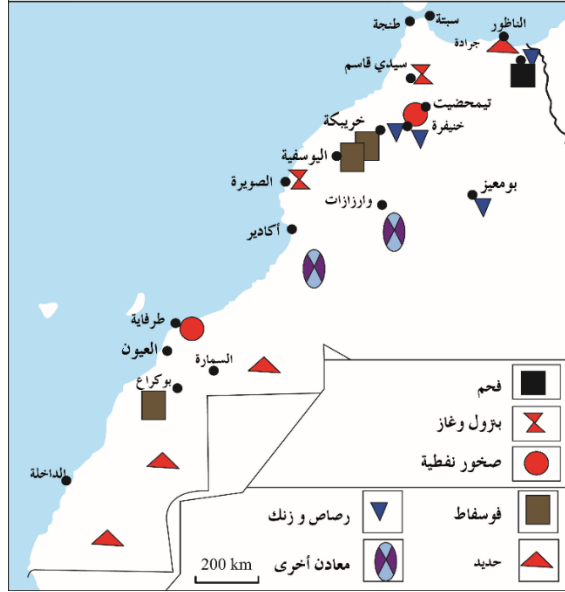 سبتة
طنجة
الناظور
جرادة
سيدي قاسم
تيمحضيت
خنيفرة
خريبكة
اليوسفية
الصويرة
بومعيز
وارزازات
أكادير
طرفاية
العيون
السمارة
بوكراع
الداخلة
فحم
بترول وغاز
صخور نفطية
فوسفاط
رصاص و زنك
حديد
معادن أخرى
200 km